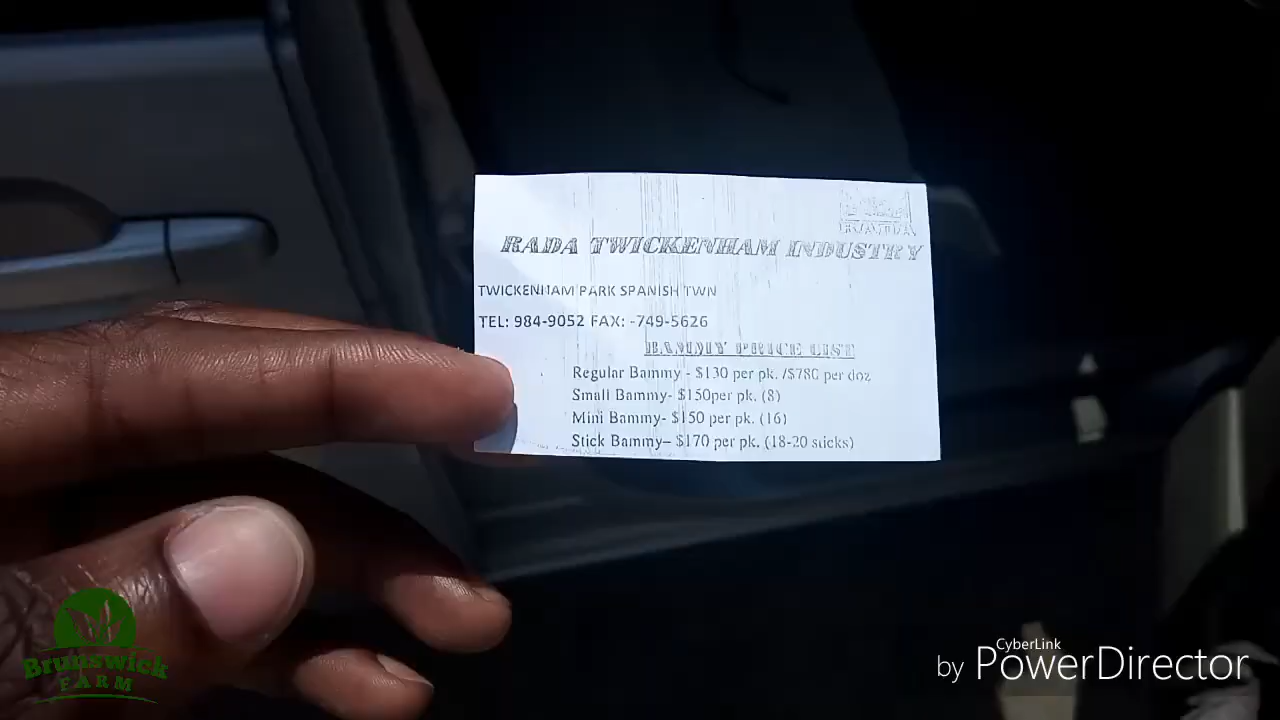 RADA
RADA TWICKENHAM INDUSTRY
TWICKENHAM PARK SPANISH TWN
TEL: 984-9052 FAX: -749-5626
BAMMY PRICE LIST
Regular Bammy - $130 per pk. /$780 per doz
Small Bammy- $150per pk. (8)
Mini Bammy- $150 per pk. (16)
Stick Bammy– $170 per pk. (18-20 sticks)
Brunswick
FARM
CyberLink
by PowerDirector